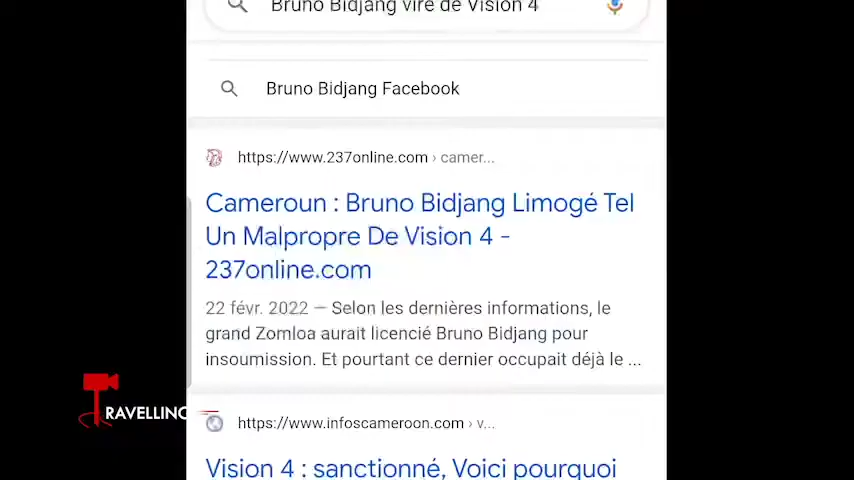 Bruno Bidjang viré de Vision 4
Bruno Bidjang Facebook
https://www.237online.com › camer...
Cameroun : Bruno Bidjang Limogé Tel
Un Malpropre De Vision 4 -
237online.com
22 févr. 2022 — Selon les dernières informations, le
grand Zomloa aurait licencié Bruno Bidjang pour
insoumission. Et pourtant ce dernier occupait déjà le ...
RAVELLING
https://www.infoscameroon.com › v...
Vision 4 : sanctionné, Voici pourquoi